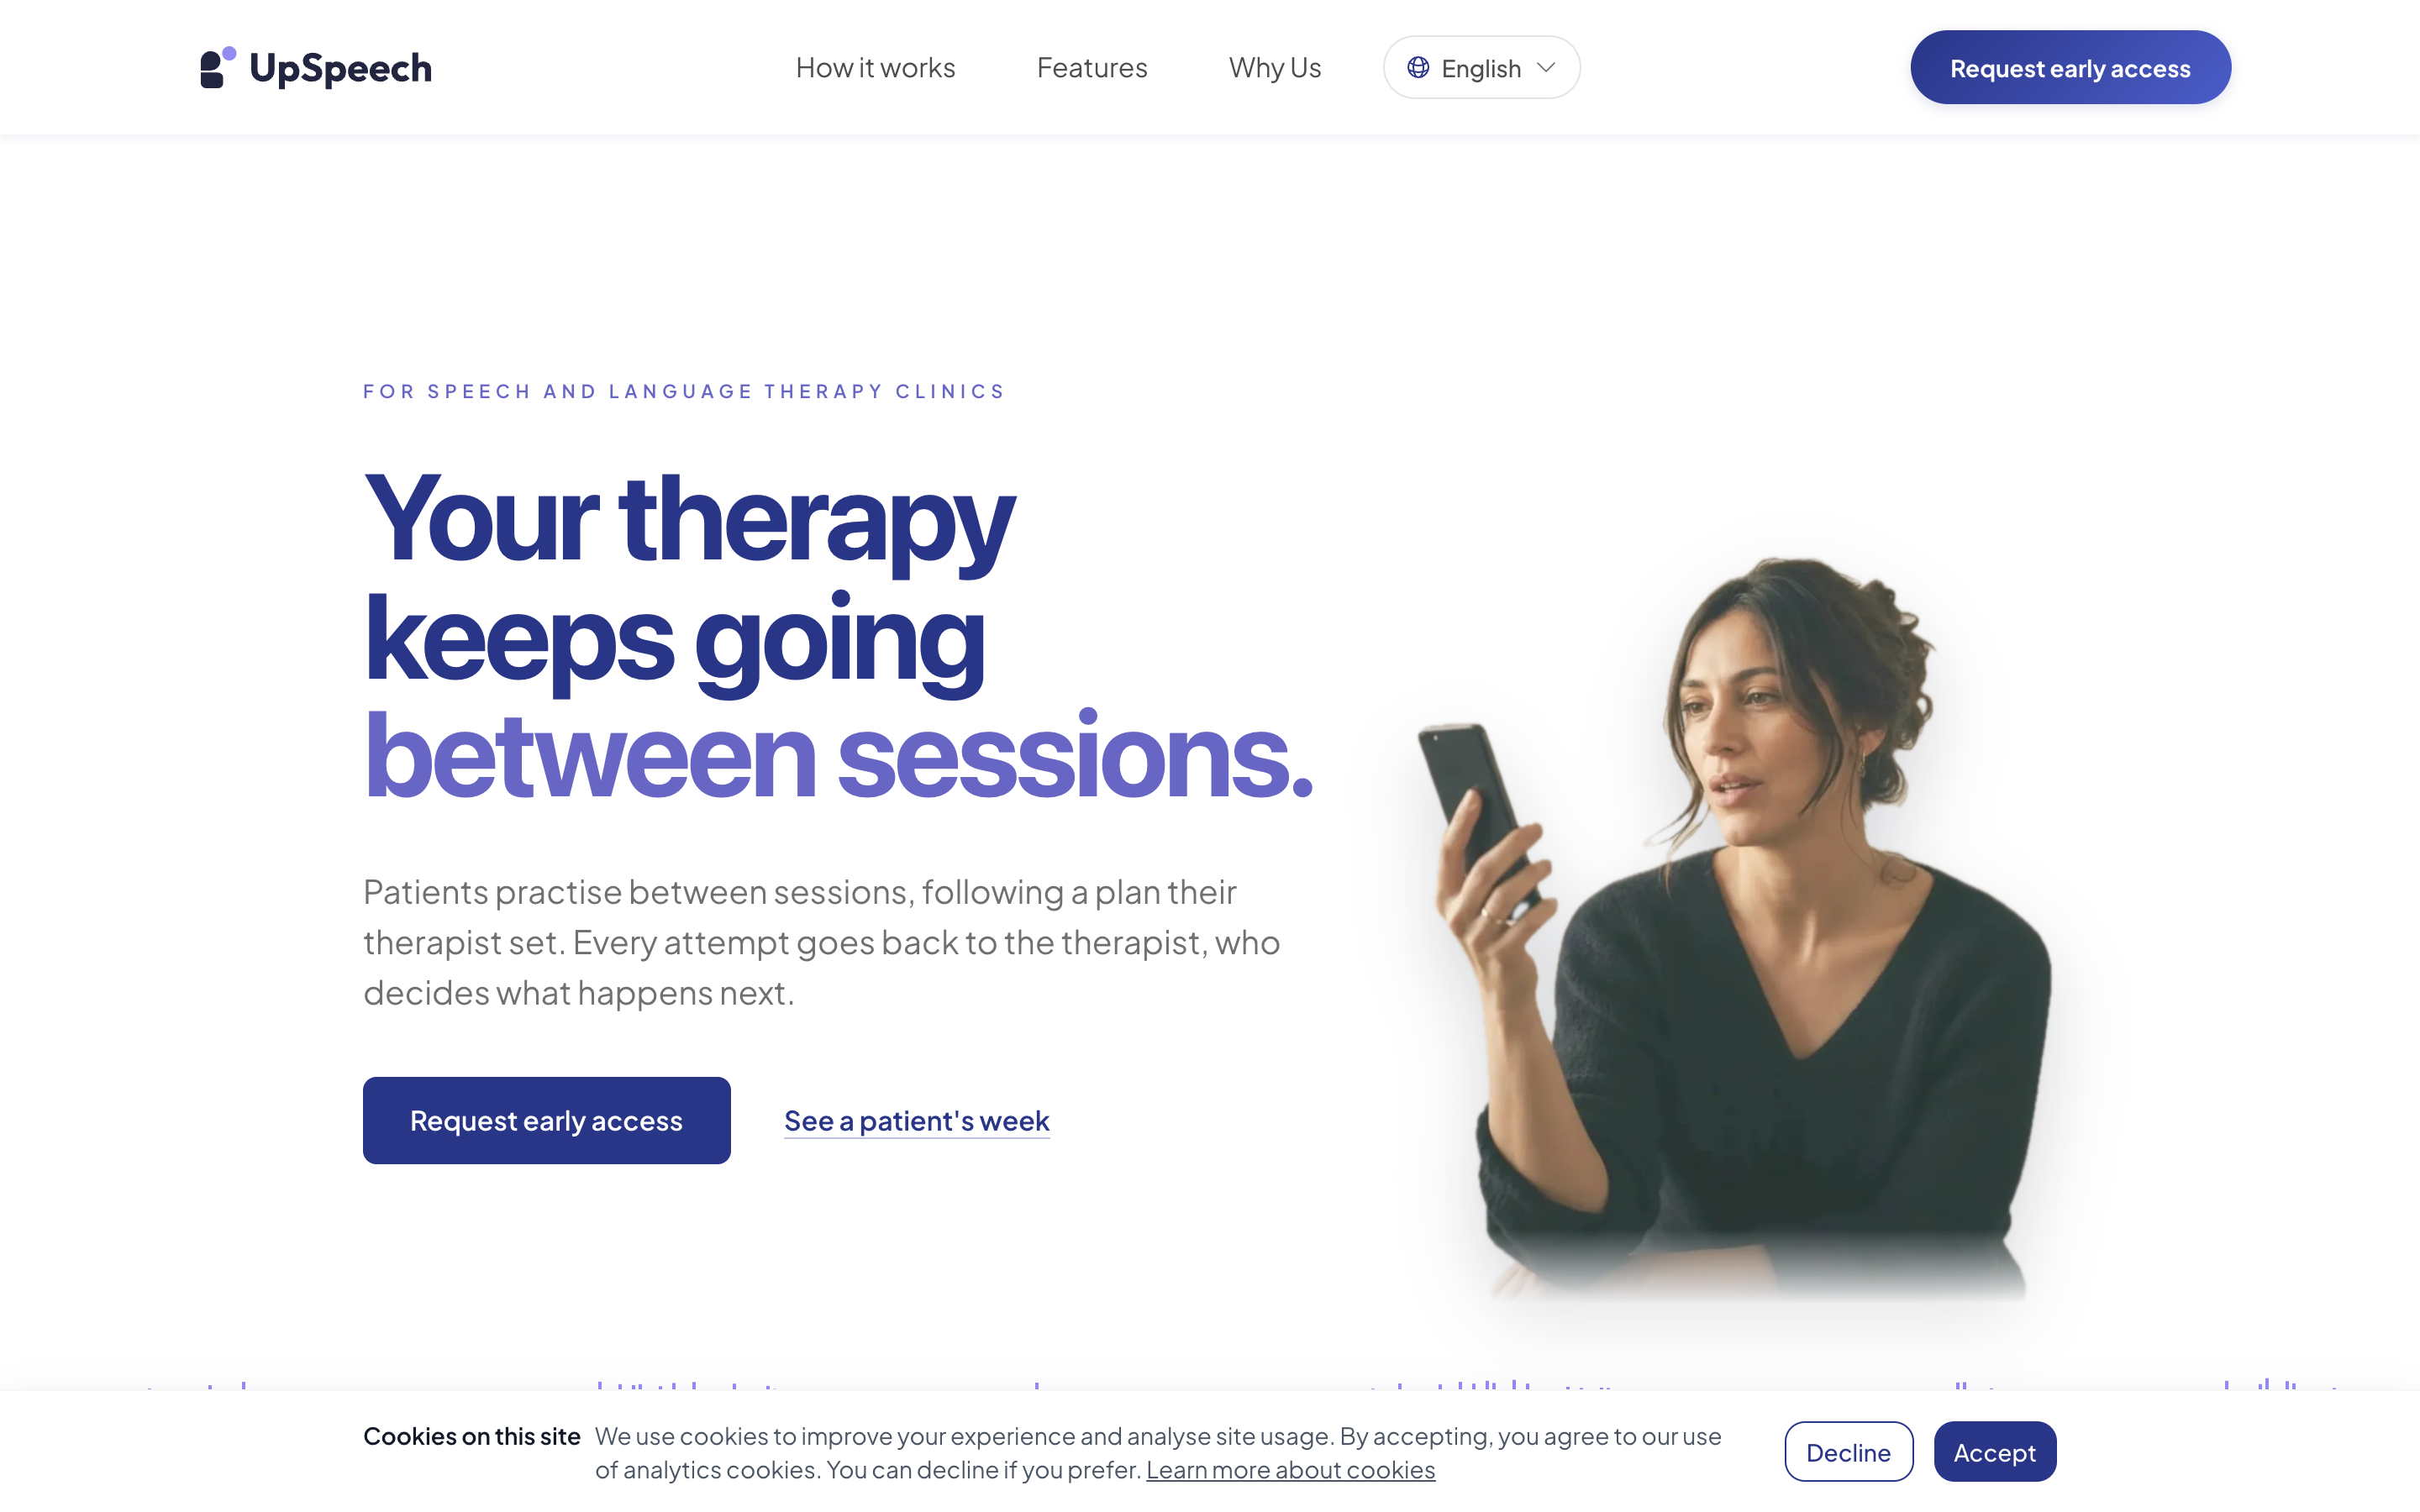 UpSpeech
How it works
Features
Why Us
English
Request early access
FOR SPEECH AND LANGUAGE THERAPY CLINICS
Your therapy
keeps going
between sessions.
Patients practise between sessions, following a plan their
therapist set. Every attempt goes back to the therapist, who
decides what happens next.
Request early access
See a patient's week
Cookies on this site
We use cookies to improve your experience and analyse site usage. By accepting, you agree to our use
of analytics cookies. You can decline if you prefer. Learn more about cookies
Decline
Accept